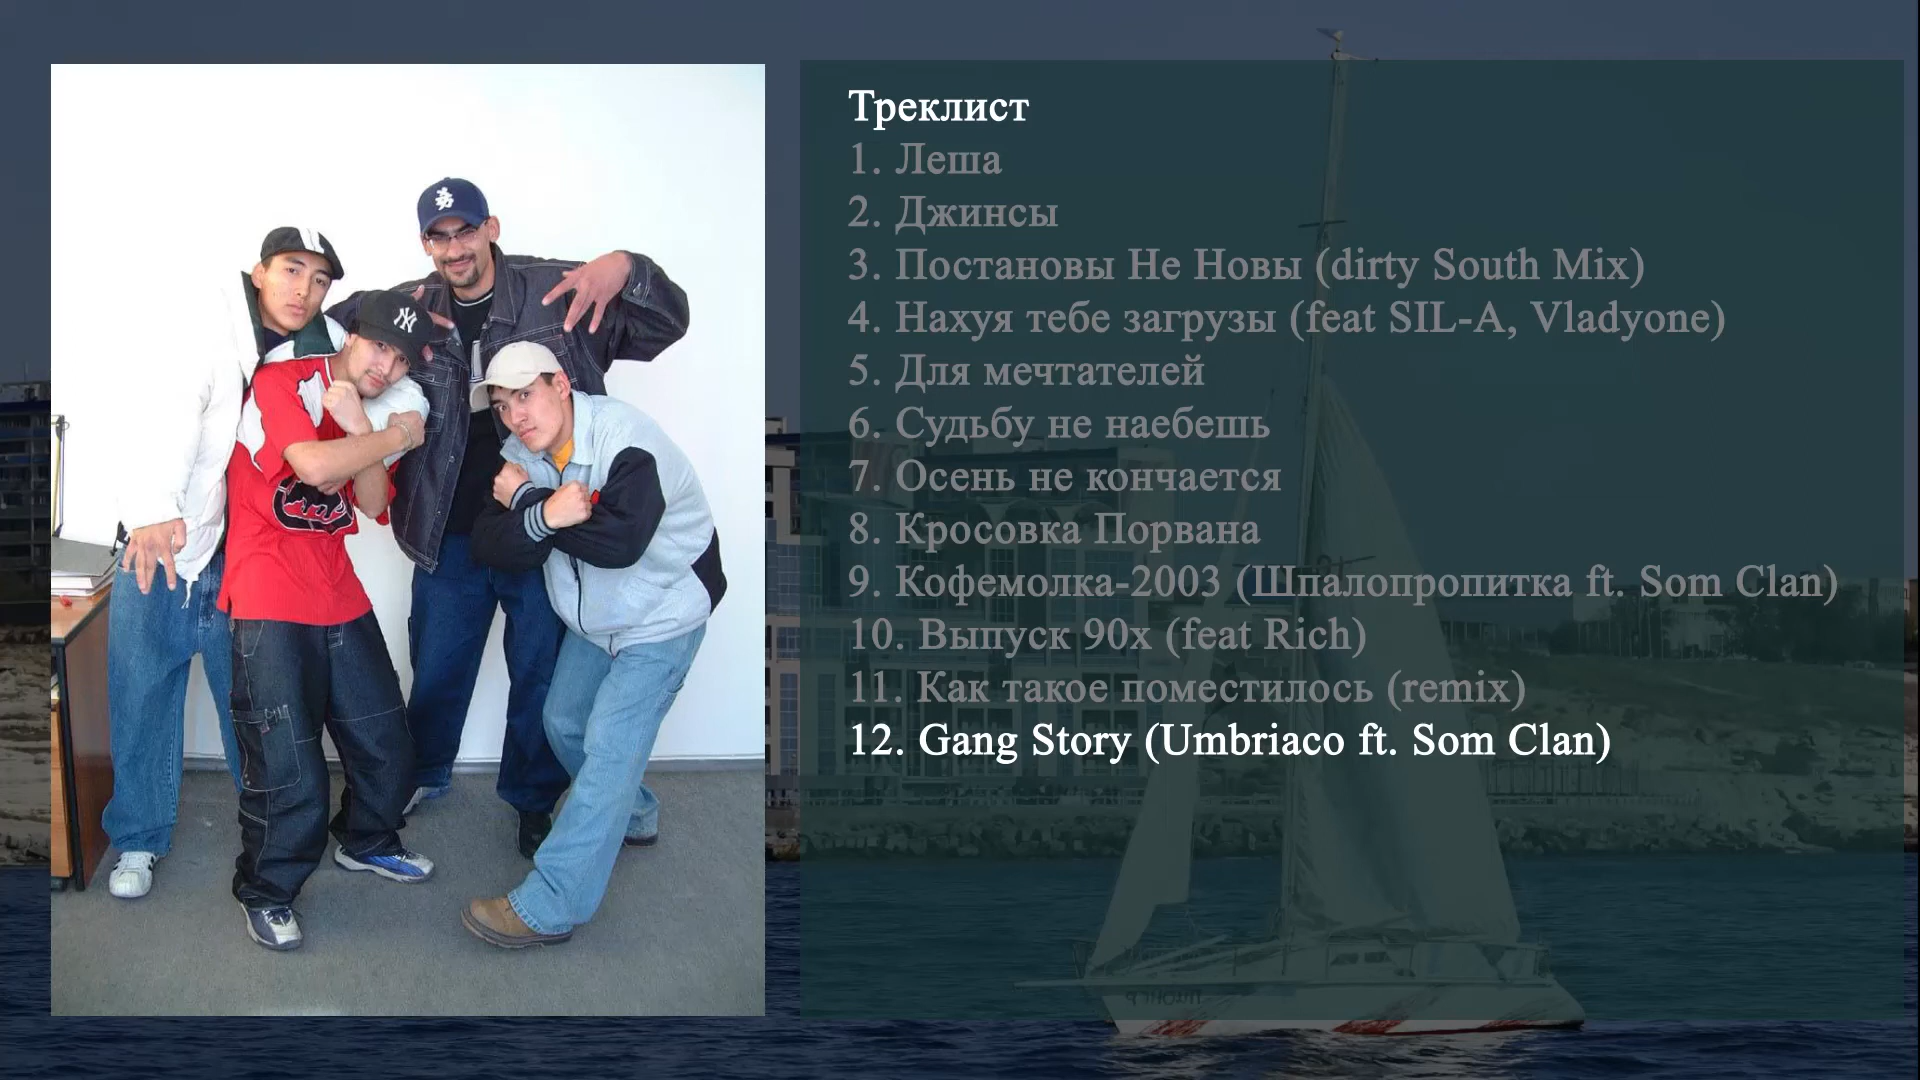 Треклист
1. Леша
2. Джинсы
3. Постановы Не Новы (dirty South Mix)
4. Нахуя тебе загрузы (feat SIL-A, Vladyone)
5. Для мечтателей
6. Судьбу не наебешь
7. Осень не кончается
8. Кросовка Порвана
9. Кофемолка-2003 (Шпалопропитка ft. Som Clan)
10. Выпуск 90х (feat Rich)
11. Как такое поместилось (remix)
12. Gang Story (Umbriaco ft. Som Clan)
NY